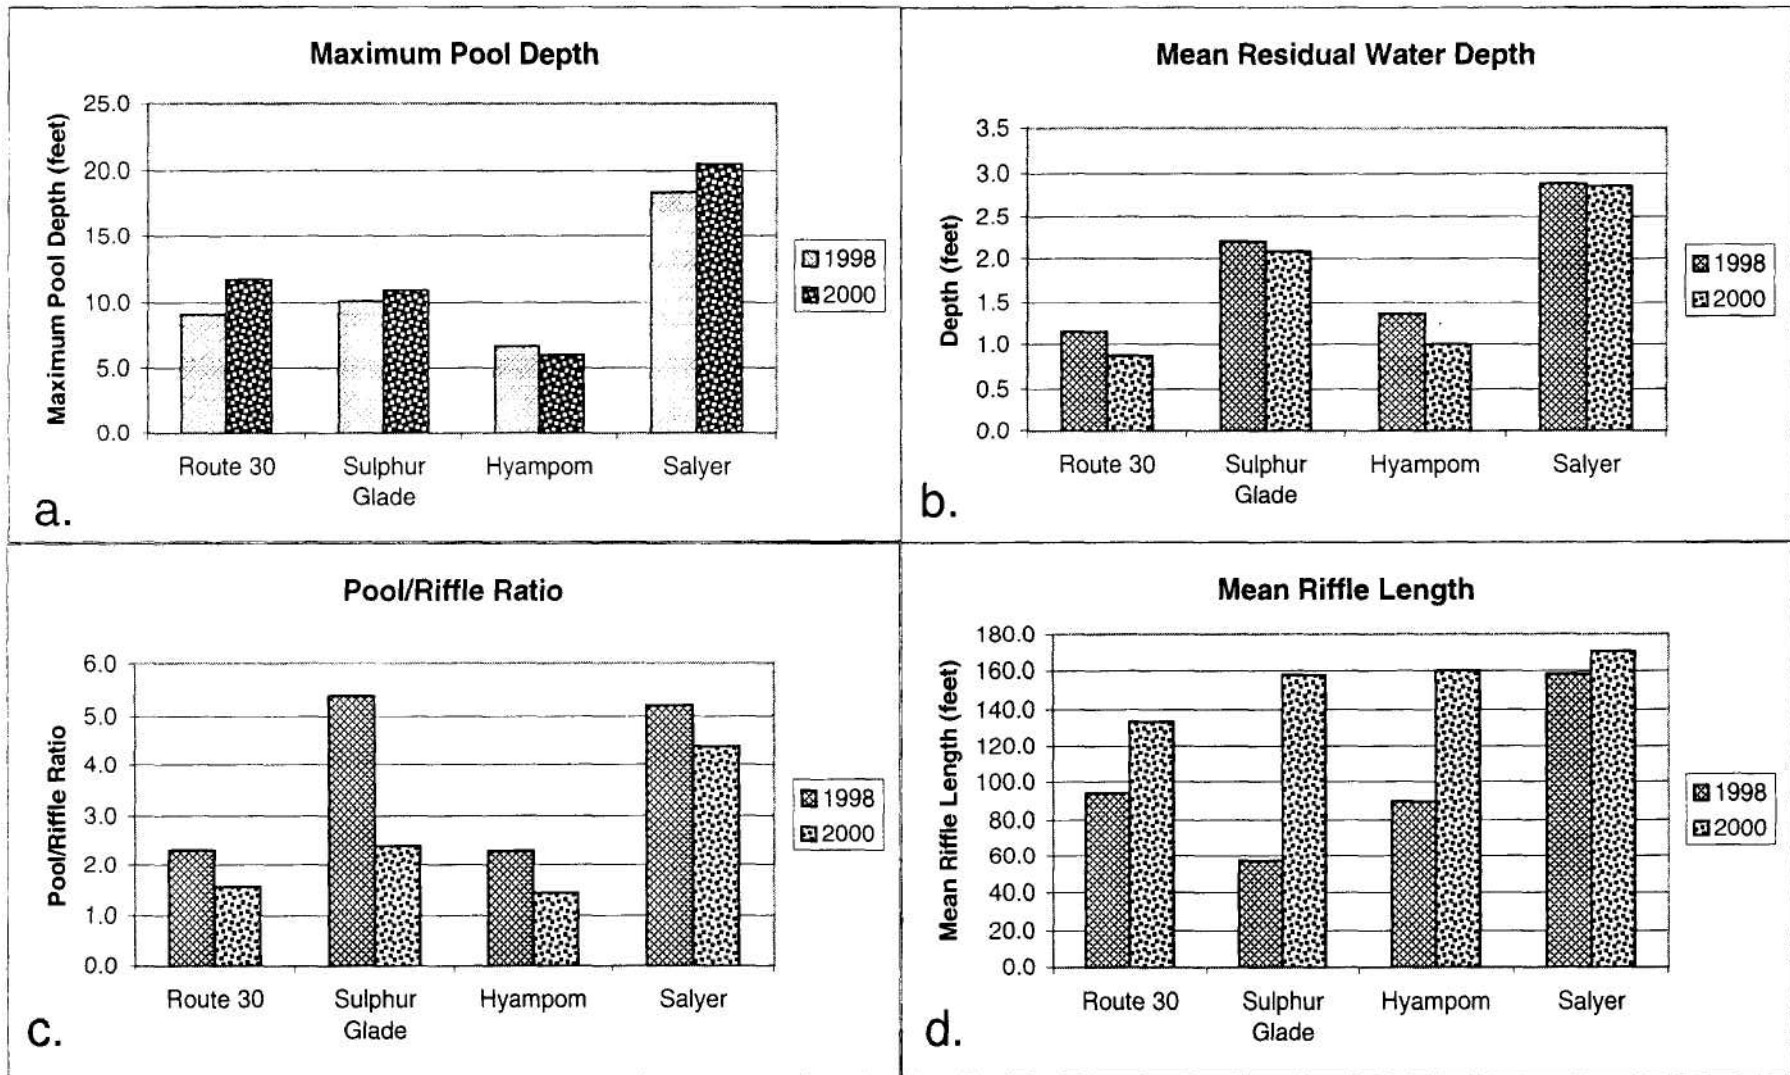 Maximum Pool Depth
Maximum Pool Depth (feet)
25.0
20.0
15.0
10.0
5.0
0.0
Route 30
Sulphur
Glade
Hyampom
Salyer
1998
2000
a.
Mean Residual Water Depth
Depth (feet)
3.5
3.0
2.5
2.0
1.5
1.0
0.5
0.0
Route 30
Sulphur
Glade
Hyampom
Salyer
1998
2000
b.
Pool/Riffle Ratio
Pool/Riffle Ratio
6.0
5.0
4.0
3.0
2.0
1.0
0.0
Route 30
Sulphur
Glade
Hyampom
Salyer
1998
2000
c.
Mean Riffle Length
Mean Riffle Length (feet)
180.0
160.0
140.0
120.0
100.0
80.0
60.0
40.0
20.0
0.0
Route 30
Sulphur
Glade
Hyampom
Salyer
1998
2000
d.